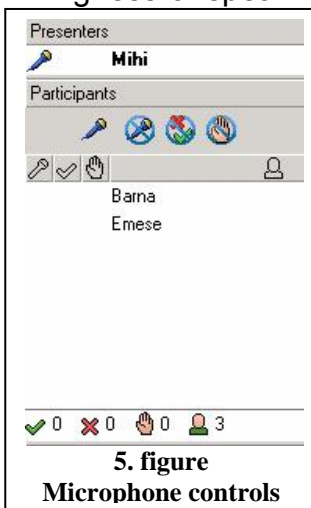 Presenters
Mihi
Participants
Barna
Emese
0 0 0 3
5. figure
Microphone controls